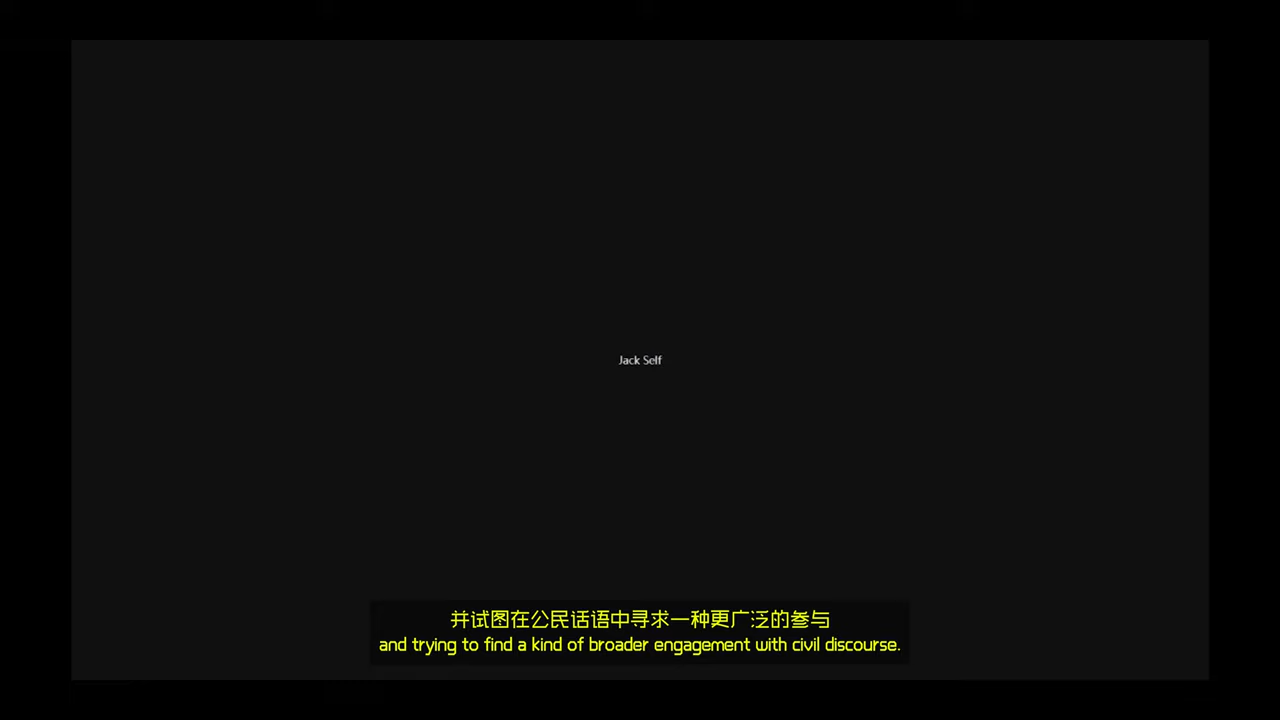 Jack Self
并试图在公民话语中寻求一种更广泛的参与
and trying to find a kind of broader engagement with civil discourse.